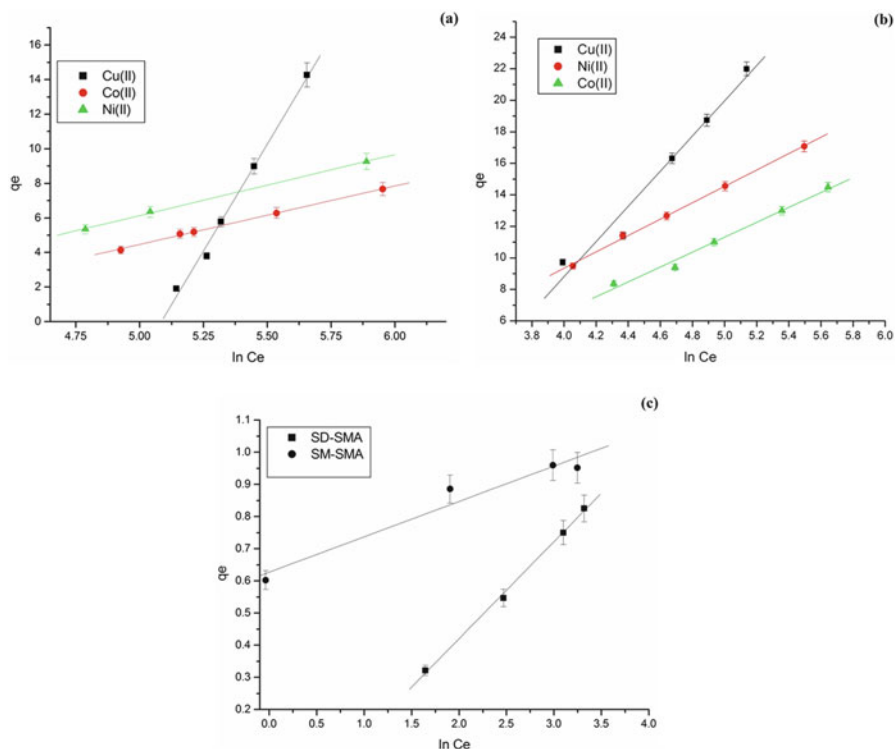 (a)
Cu(II)
Co(II)
Ni(II)
16
14
12
10
8
6
4
2
0
qe
4.75 5.00 5.25 5.50 5.75 6.00
ln Ce
(b)
Cu(II)
Ni(II)
Co(II)
22
20
18
16
14
12
10
8
6
qe
3.8 4.0 4.2 4.4 4.6 4.8 5.0 5.2 5.4 5.6 5.8 6.0
ln Ce
(c)
SD-SMA
SM-SMA
1.1
1.0
0.9
0.8
0.7
0.6
0.5
0.4
0.3
0.2
qe
0.0 0.5 1.0 1.5 2.0 2.5 3.0 3.5 4.0
ln Ce